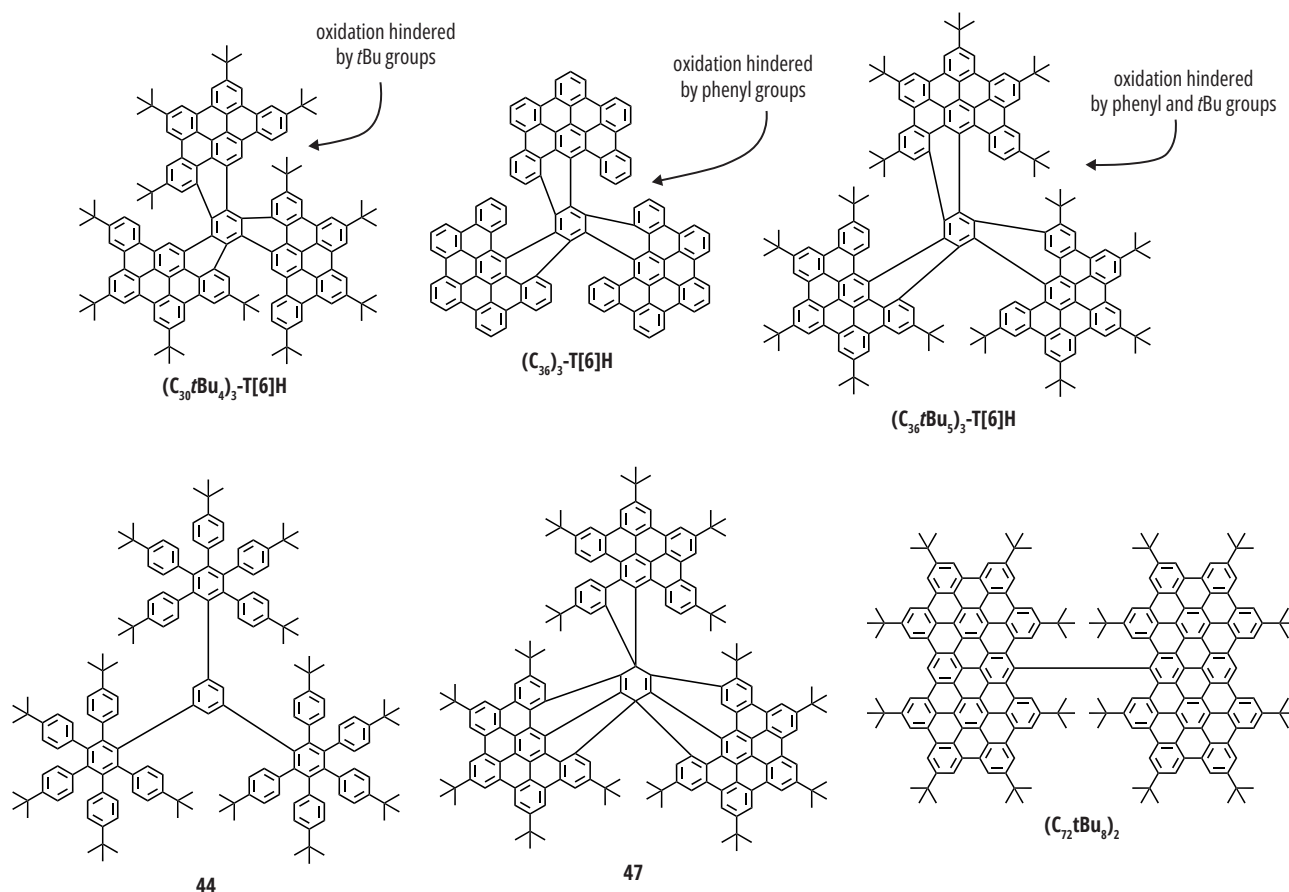 oxidation hindered
by tBu groups
oxidation hindered
by phenyl groups
oxidation hindered
by phenyl and tBu groups
(C₃₀tBu₄)₃-T[6]H
(C₃₆)₃-T[6]H
(C₃₆tBu₅)₃-T[6]H
44
47
(C₇₂tBu₈)₂